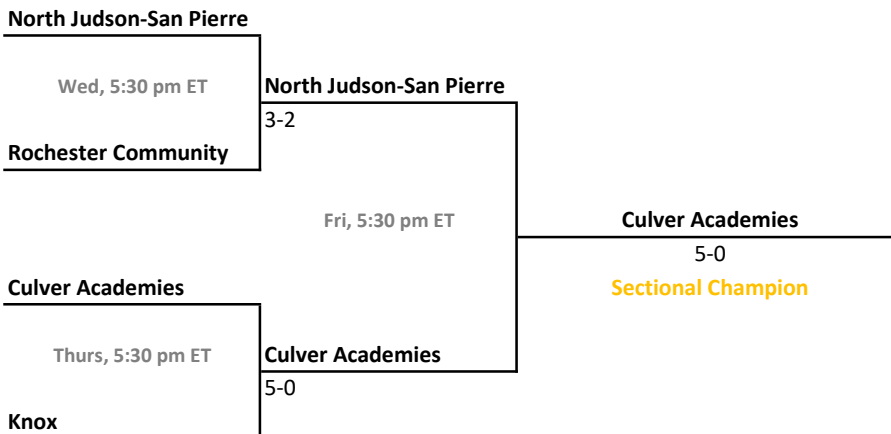 North Judson-San Pierre
Wed, 5:30 pm ET
North Judson-San Pierre
3-2
Rochester Community
Fri, 5:30 pm ET
Culver Academies
5-0
Sectional Champion
Culver Academies
Thurs, 5:30 pm ET
Culver Academies
5-0
Knox